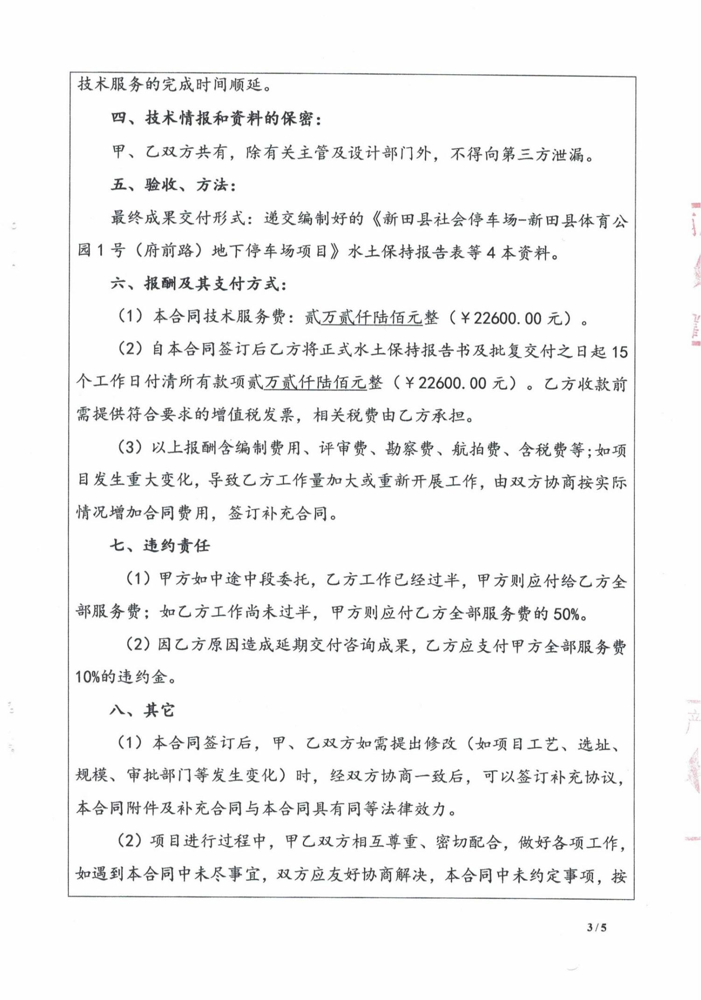 技术服务的完成时间顺延。
四、技术情报和资料的保密：
甲、乙双方共有，除有关主管及设计部门外，不得向第三方泄漏。
五、验收、方法：
最终成果交付形式：递交编制好的《新田县社会停车场-新田县体育公
园1号（府前路）地下停车场项目》水土保持报告表等4本资料。
六、报酬及其支付方式：
（1）本合同技术服务费：贰万贰仟陆佰元整（￥22600.00元）。
（2）自本合同签订后乙方将正式水土保持报告书及批复交付之日起15
个工作日付清所有款项贰万贰仟陆佰元整（￥22600.00元）。乙方收款前
需提供符合要求的增值税发票，相关税费由乙方承担。
（3）以上报酬含编制费用、评审费、勘察费、航拍费、含税费等;如项
目发生重大变化，导致乙方工作量加大或重新开展工作，由双方协商按实际
情况增加合同费用，签订补充合同。
七、违约责任
（1）甲方如中途中段委托，乙方工作已经过半，甲方则应付给乙方全
部服务费；如乙方工作尚未过半，甲方则应付乙方全部服务费的50%。
（2）因乙方原因造成延期交付咨询成果，乙方应支付甲方全部服务费
10%的违约金。
八、其它
（1）本合同签订后，甲、乙双方如需提出修改（如项目工艺、选址、
规模、审批部门等发生变化）时，经双方协商一致后，可以签订补充协议，
本合同附件及补充合同与本合同具有同等法律效力。
（2）项目进行过程中，甲乙双方相互尊重、密切配合，做好各项工作，
如遇到本合同中未尽事宜，双方应友好协商解决，本合同中未约定事项，按
3/5
产